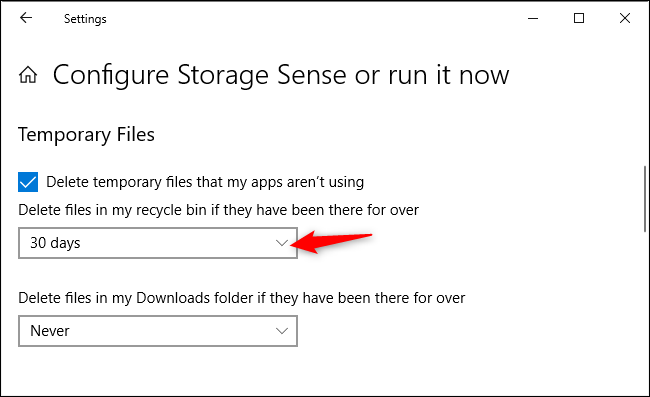 Settings
Configure Storage Sense or run it now
Temporary Files
Delete temporary files that my apps aren't using
Delete files in my recycle bin if they have been there for over
30 days
Delete files in my Downloads folder if they have been there for over
Never